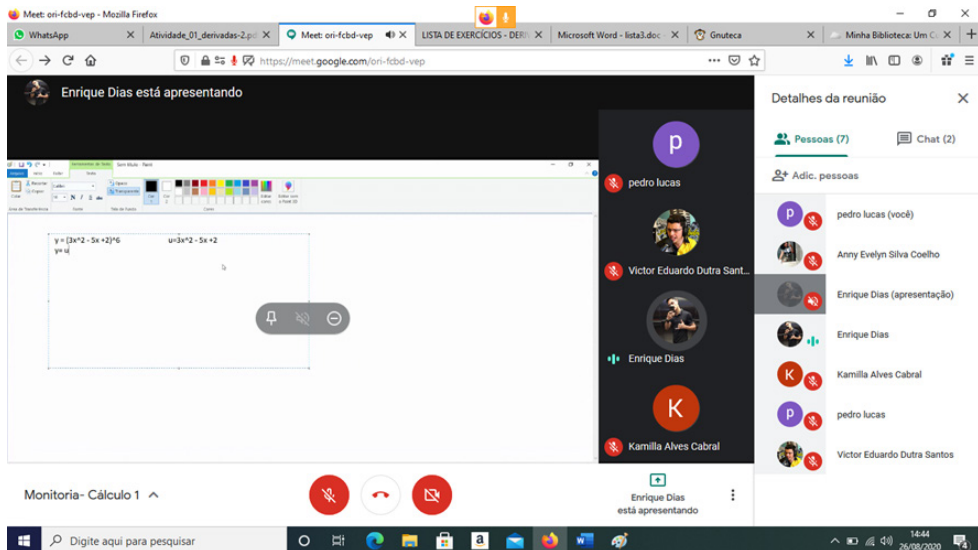 Meet: ori-fcbd-vep - Mozilla Firefox
WhatsApp
Atividade_01_derivadas-2.pd
Meet: ori-fcbd-vep
LISTA DE EXERCÍCIOS - DERIV
Microsoft Word - lista3.doc
Gnuteca
Minha Biblioteca: Um C
https://meet.google.com/ori-fcbd-vep
Enrique Dias está apresentando
Sem título - Paint
y = (3x^2 - 5x +2)^6
u=3x^2 - 5x +2
y= u
p
pedro lucas
Victor Eduardo Dutra Sant...
Enrique Dias
K
Kamilla Alves Cabral
Detalhes da reunião
Pessoas (7)
Chat (2)
Adic. pessoas
p
pedro lucas (você)
Anny Evelyn Silva Coelho
Enrique Dias (apresentação)
Enrique Dias
K
Kamilla Alves Cabral
p
pedro lucas
Victor Eduardo Dutra Santos
Monitoria- Cálculo 1
Enrique Dias
está apresentando
Digite aqui para pesquisar
14:44
26/08/2020